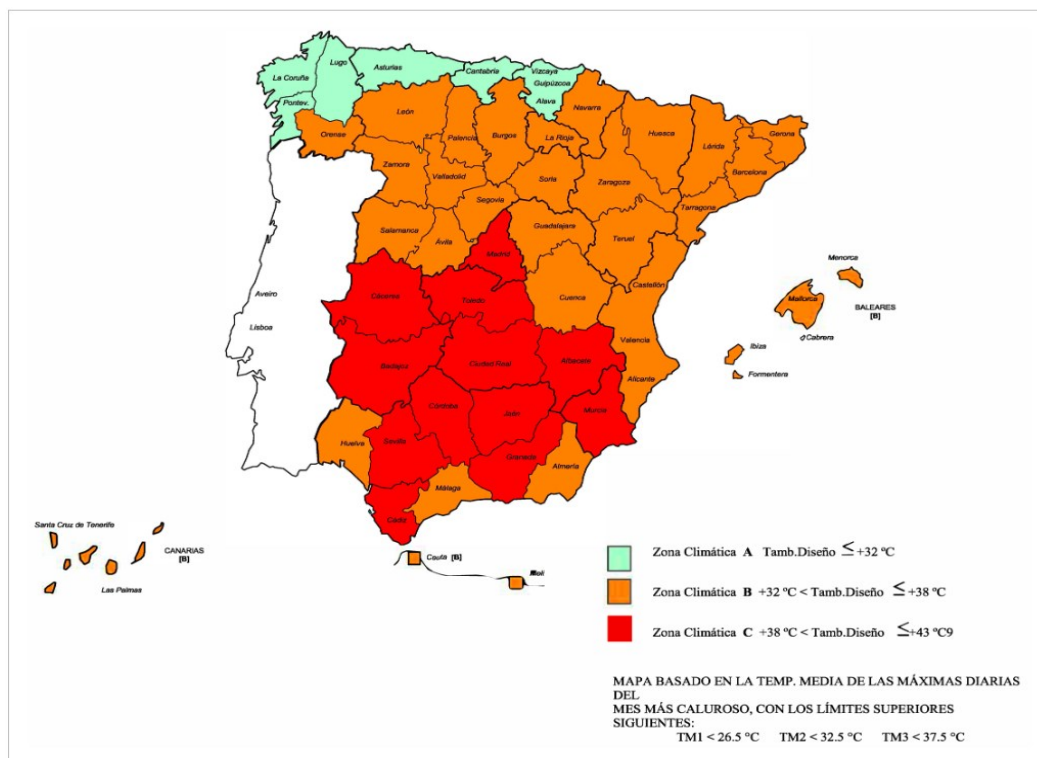 La Coruña
Lugo
Asturias
Cantabria
Vizcaya
Guipúzcoa
Alava
Pontev.
Orense
León
Palencia
Burgos
La Rioja
Navarra
Huesca
Lérida
Gerona
Barcelona
Zamora
Valladolid
Soria
Zaragoza
Tarragona
Segovia
Salamanca
Ávila
Guadalajara
Teruel
Madrid
Castellón
Menorca
Mallorca
BALEARES
[B]
Cabrera
Ibiza
Formentera
Aveiro
Lisboa
Cáceres
Toledo
Cuenca
Valencia
Badajoz
Ciudad Real
Albacete
Alicante
Córdoba
Jaén
Murcia
Huelva
Sevilla
Granada
Almería
Málaga
Cádiz
Santa Cruz de Tenerife
CANARIAS
[B]
Las Palmas
Ceuta [B]
Zona Climática A Tamb.Diseño ≤ +32 ºC
Zona Climática B +32 ºC < Tamb.Diseño ≤ +38 ºC
Zona Climática C +38 ºC < Tamb.Diseño ≤+43 ºC9
MAPA BASADO EN LA TEMP. MEDIA DE LAS MÁXIMAS DIARIAS
DEL
MES MÁS CALUROSO, CON LOS LÍMITES SUPERIORES
SIGUIENTES:
TM1 < 26.5 °C TM2 < 32.5 °C TM3 < 37.5 °C